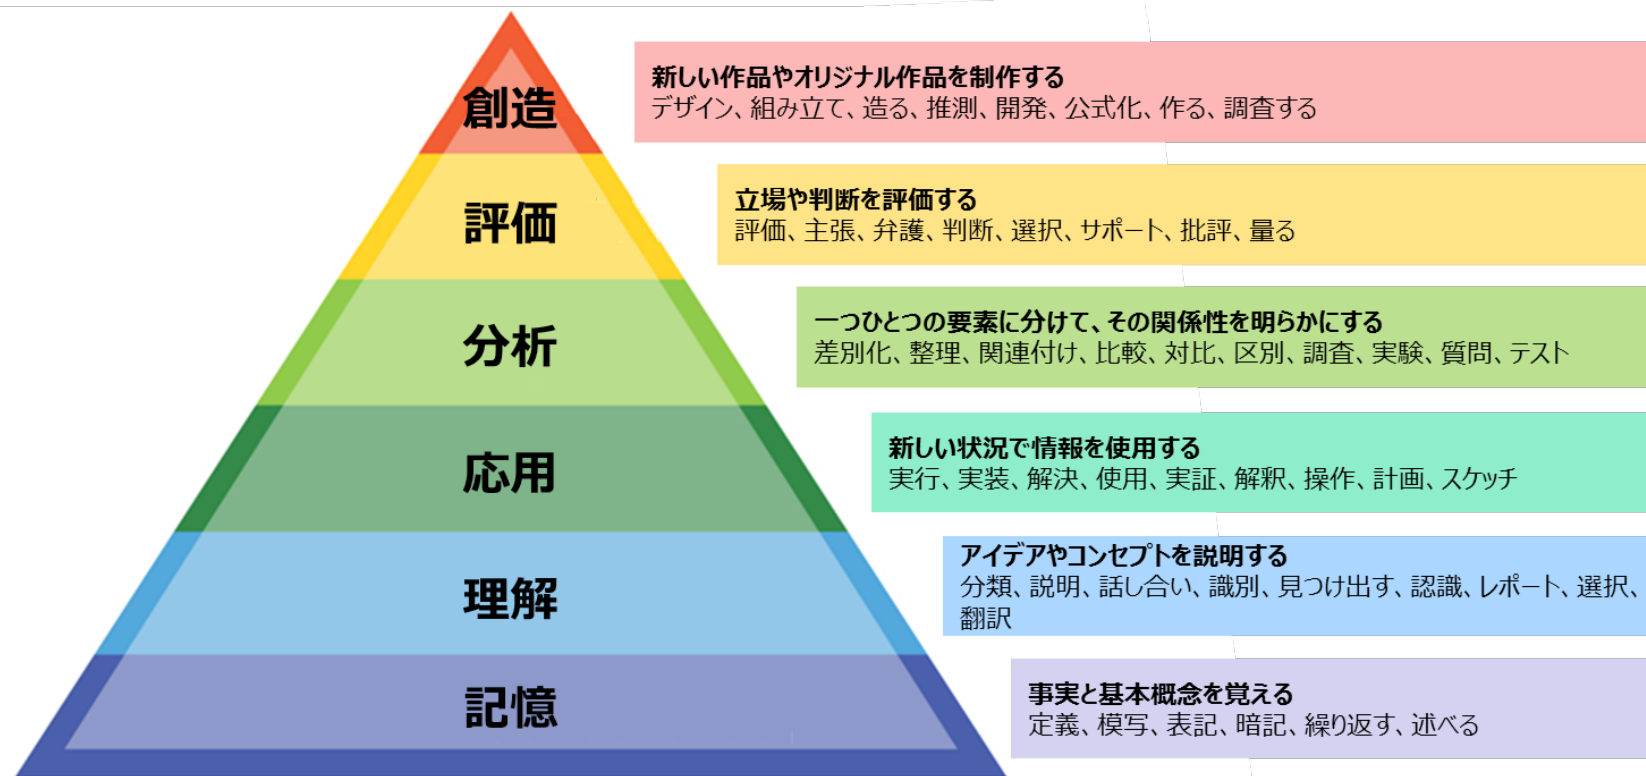 創造
新しい作品やオリジナル作品を制作する
デザイン、組み立て、造る、推測、開発、公式化、作る、調査する
評価
立場や判断を評価する
評価、主張、弁護、判断、選択、サポート、批評、量る
分析
一つひとつの要素に分けて、その関係性を明らかにする
差別化、整理、関連付け、比較、対比、区別、調査、実験、質問、テスト
応用
新しい状況で情報を使用する
実行、実装、解決、使用、実証、解釈、操作、計画、スケッチ
理解
アイデアやコンセプトを説明する
分類、説明、話し合い、識別、見つけ出す、認識、レポート、選択、
翻訳
記憶
事実と基本概念を覚える
定義、模写、表記、暗記、繰り返す、述べる